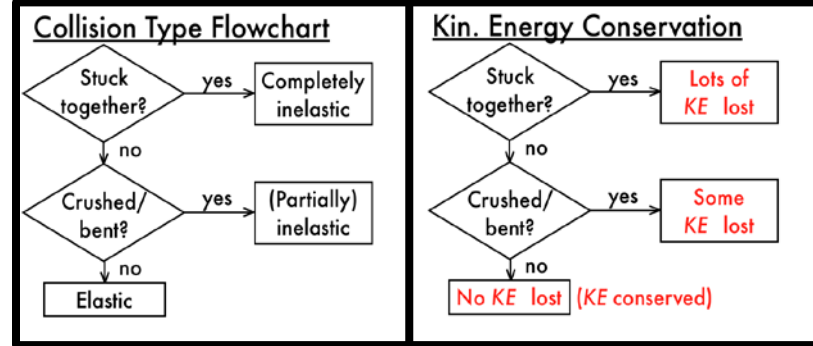 Collision Type Flowchart
Stuck
together?
yes
Completely
inelastic
no
Crushed/
bent?
yes
(Partially)
inelastic
no
Elastic
Kin. Energy Conservation
Stuck
together?
yes
Lots of
KE lost
no
Crushed/
bent?
yes
Some
KE lost
no
No KE lost (KE conserved)